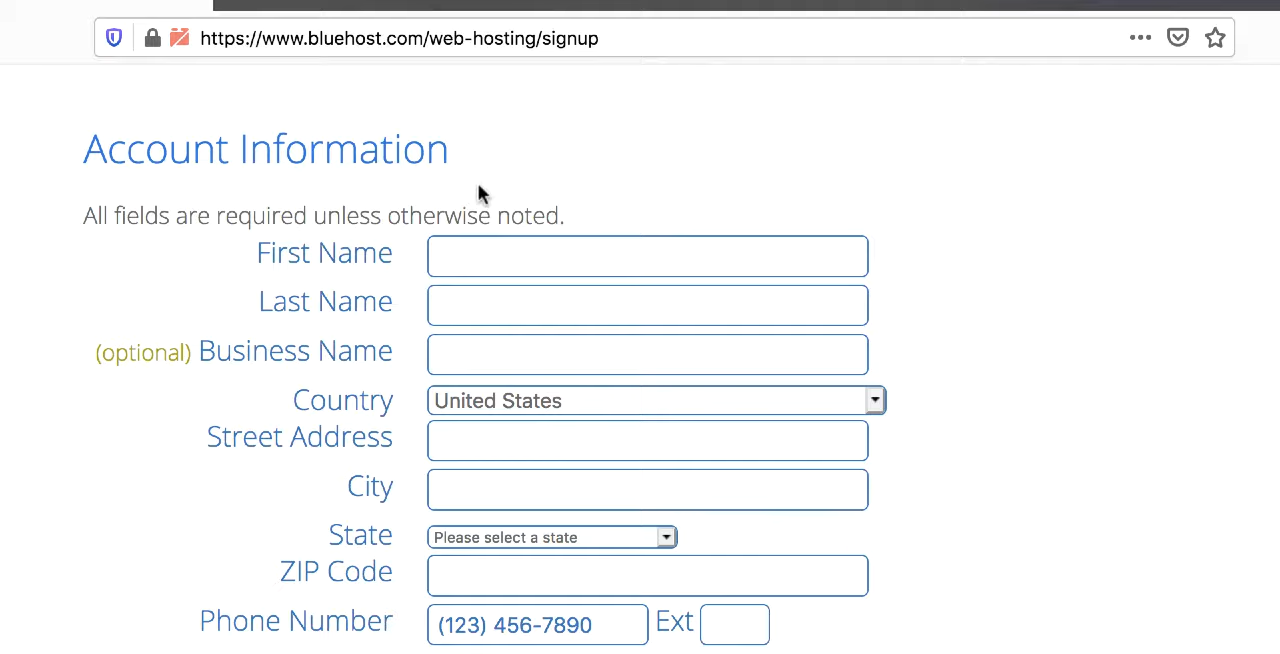 https://www.bluehost.com/web-hosting/signup
Account Information
All fields are required unless otherwise noted.
First Name
Last Name
(optional) Business Name
Country United States
Street Address
City
State Please select a state
ZIP Code
Phone Number (123) 456-7890 Ext